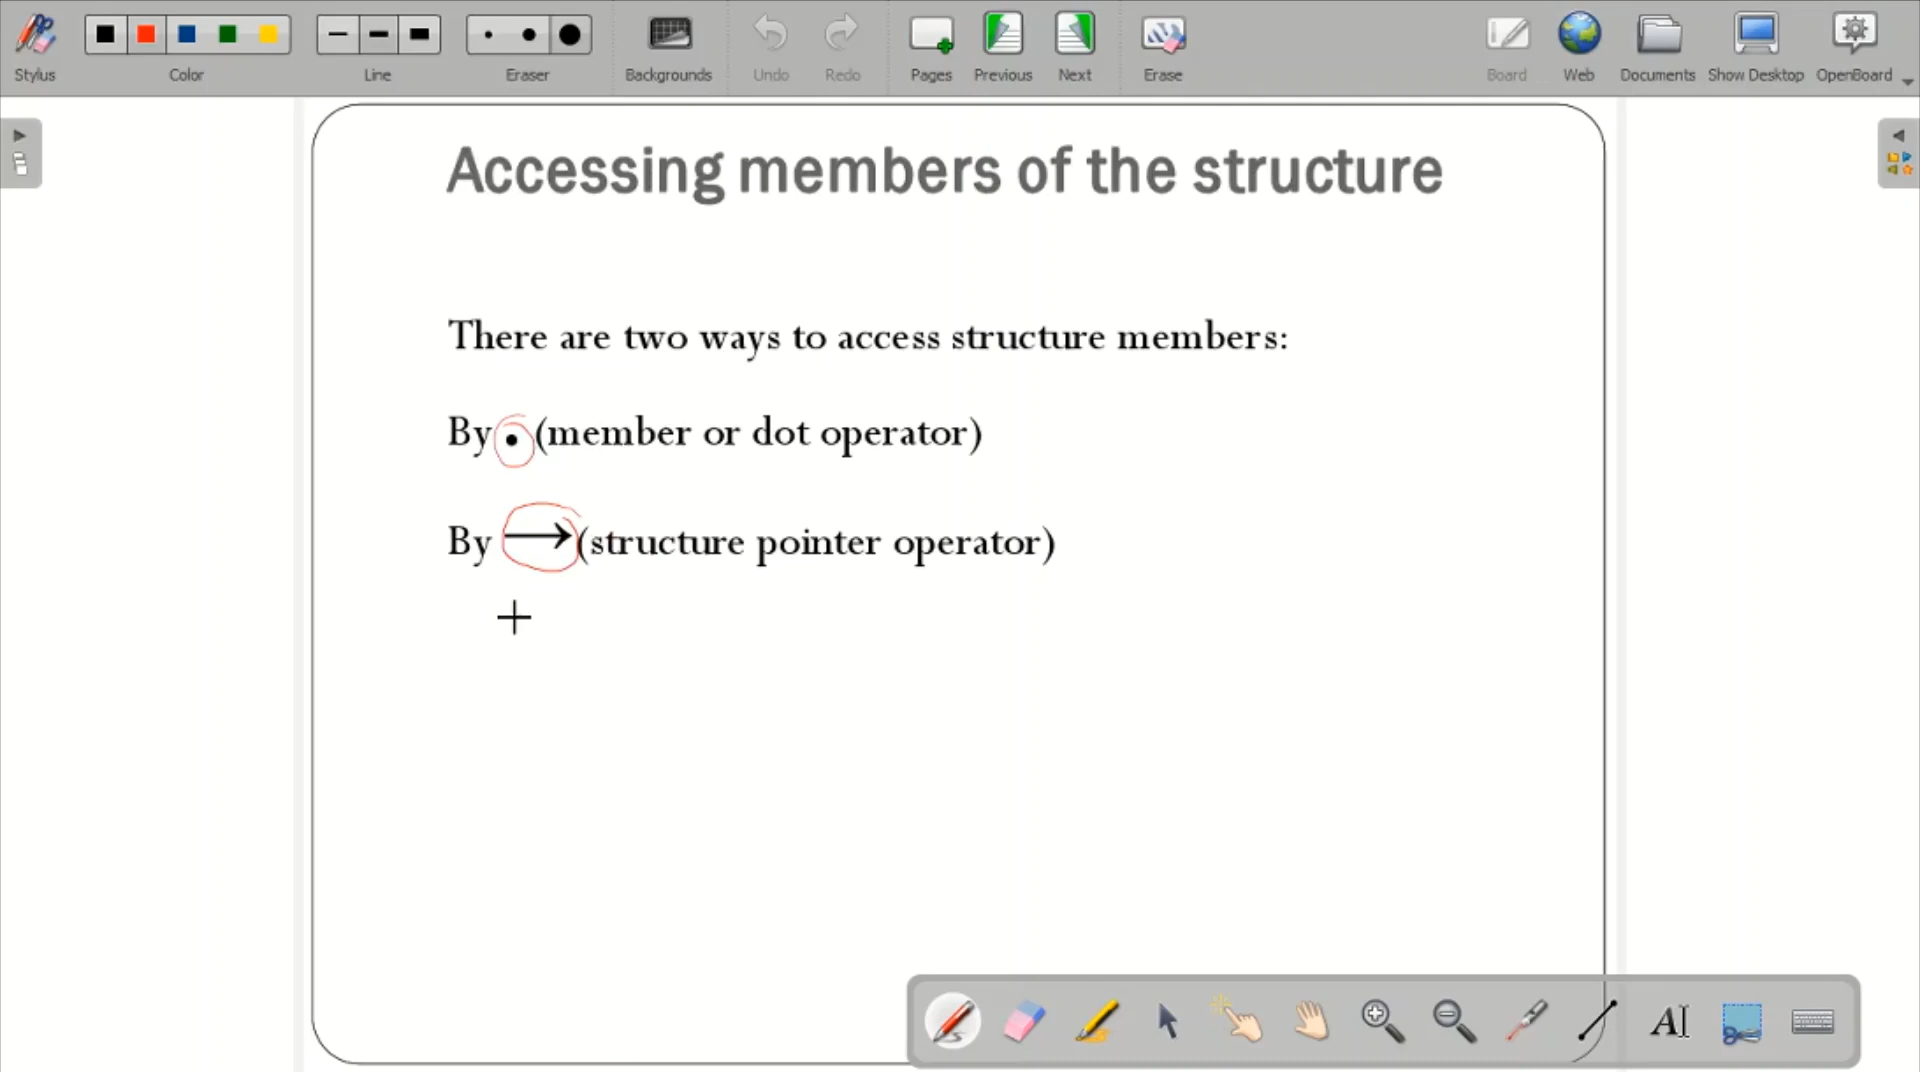 Stylus Color Line Eraser Backgrounds Undo Redo Pages Previous Next Erase Board Web Documents Show Desktop OpenBoard
Accessing members of the structure
There are two ways to access structure members:
By . (member or dot operator)
By → (structure pointer operator)
AI